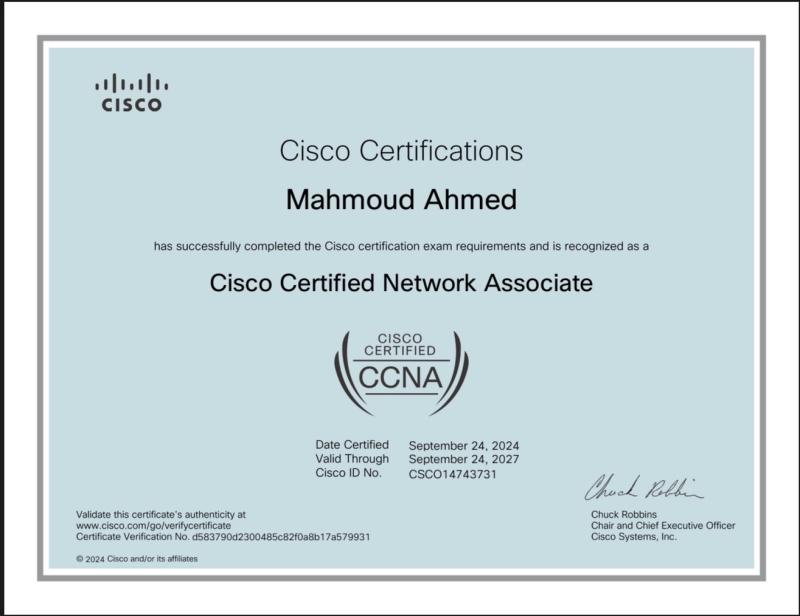 CISCO
Cisco Certifications
Mahmoud Ahmed
has successfully completed the Cisco certification exam requirements and is recognized as a
Cisco Certified Network Associate
CISCO
CERTIFIED
CCNA
Date Certified September 24, 2024
Valid Through September 24, 2027
Cisco ID No. CSCO14743731
Chuck Robbins
Validate this certificate's authenticity at
www.cisco.com/go/verifycertificate
Certificate Verification No. d583790d2300485c82f0a8b17a579931
Chuck Robbins
Chair and Chief Executive Officer
Cisco Systems, Inc.
© 2024 Cisco and/or its affiliates